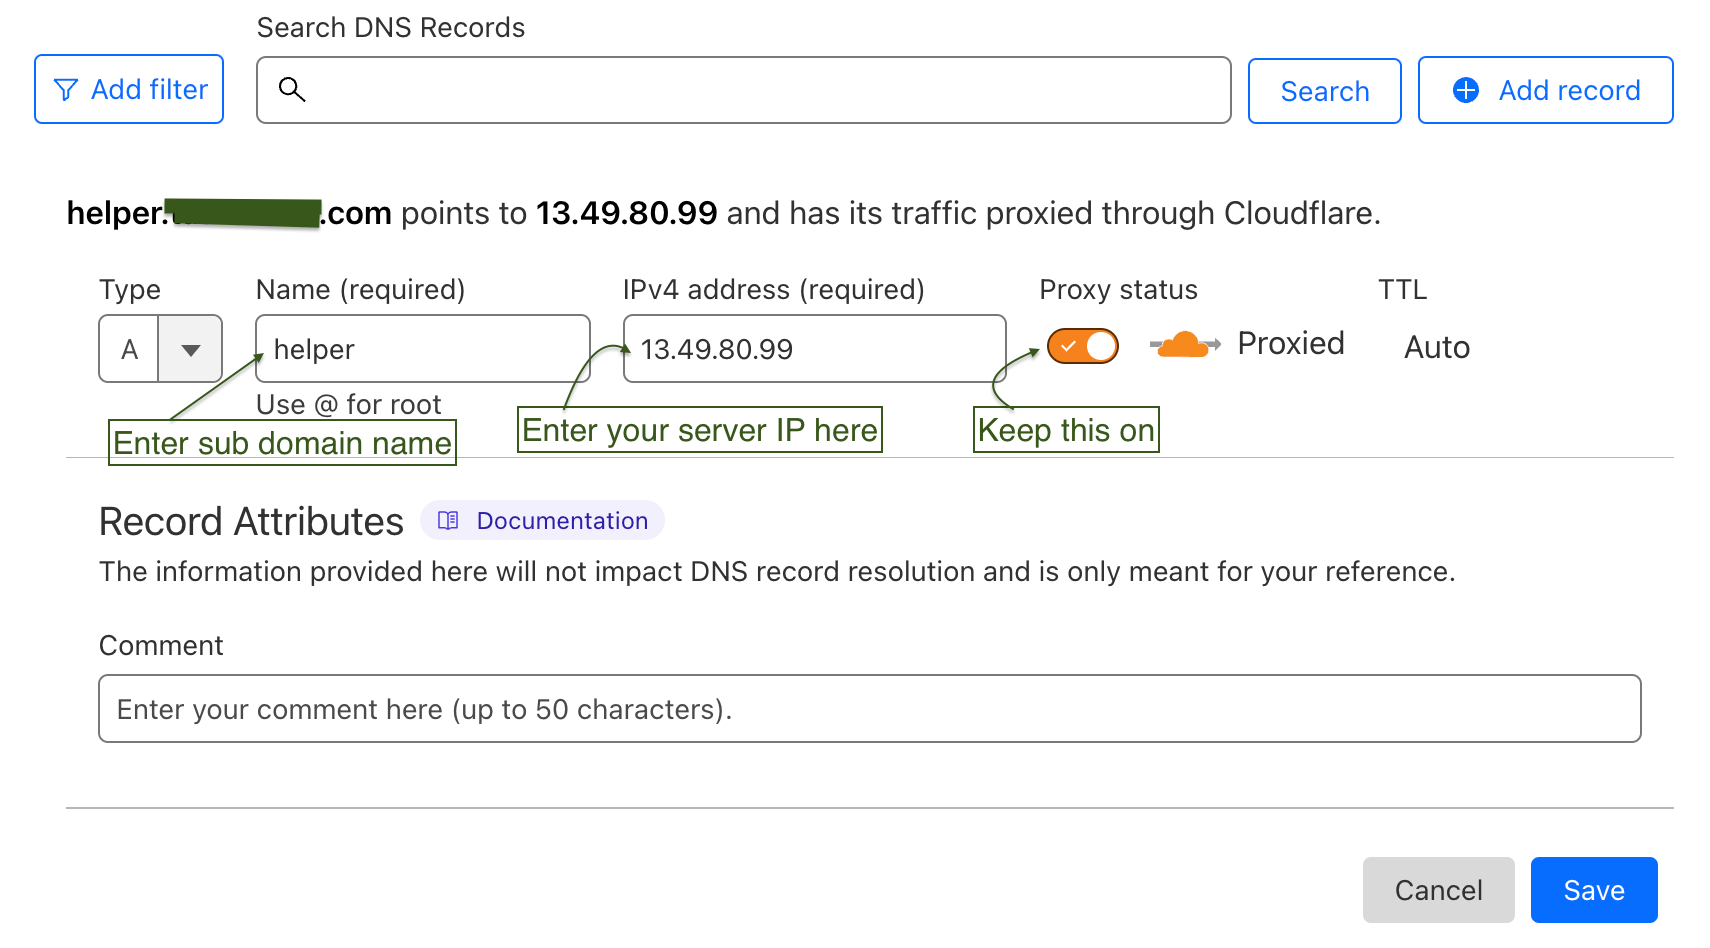 Search DNS Records
Add filter
Search
Add record
helper. .com points to 13.49.80.99 and has its traffic proxied through Cloudflare.
Type
Name (required)
IPv4 address (required)
Proxy status
TTL
A
helper
13.49.80.99
Proxied
Auto
Use @ for root
Enter sub domain name
Enter your server IP here
Keep this on
Record Attributes
Documentation
The information provided here will not impact DNS record resolution and is only meant for your reference.
Comment
Enter your comment here (up to 50 characters).
Cancel
Save